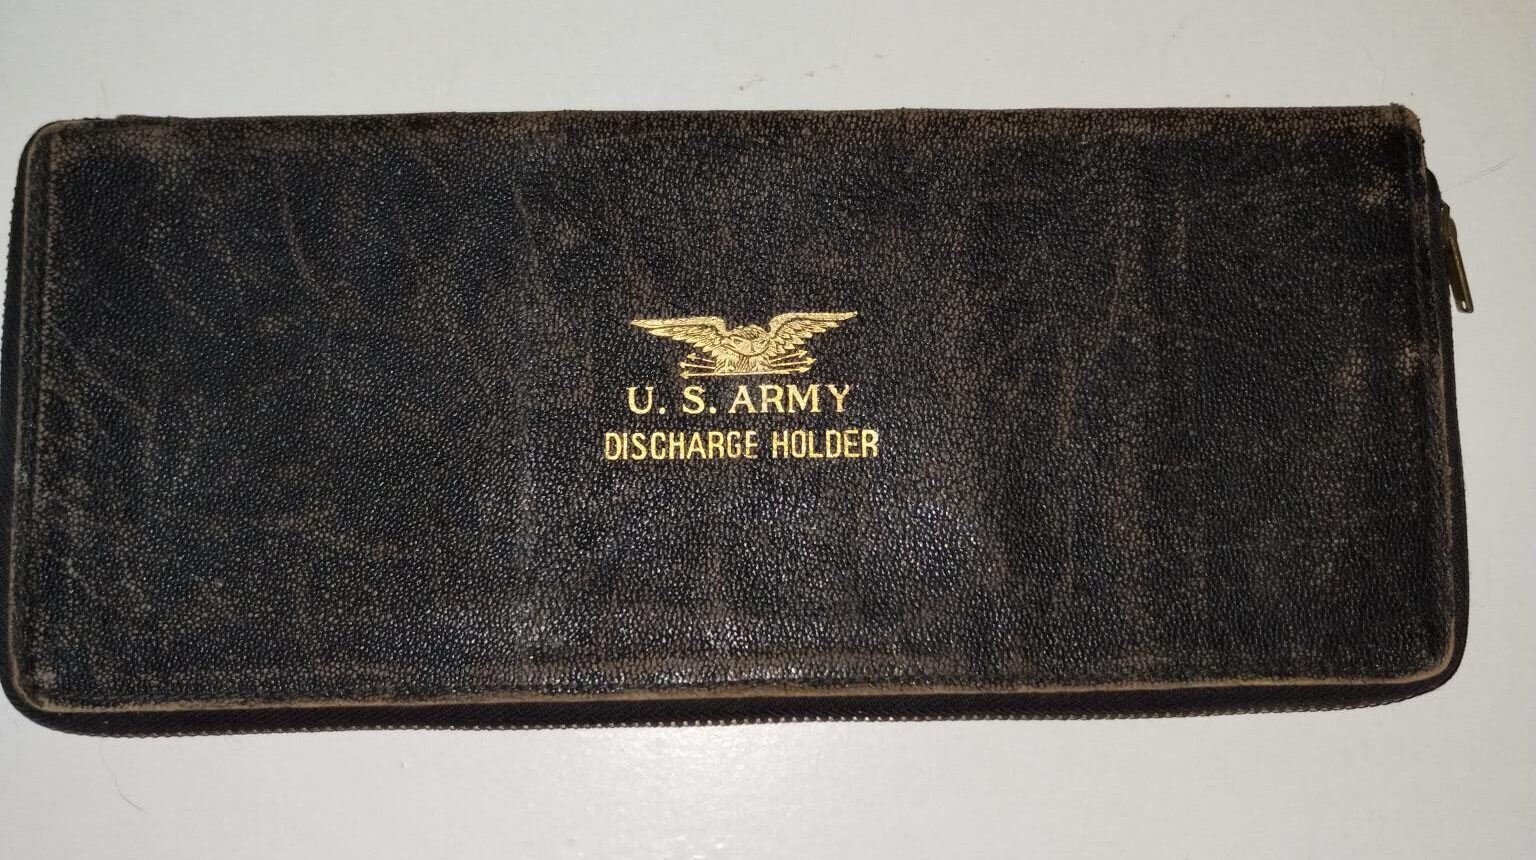 U. S. ARMY
DISCHARGE HOLDER